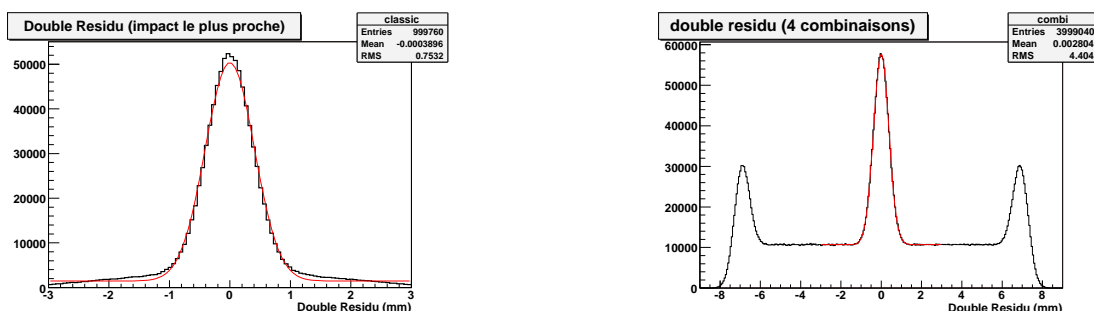 Double Residu (impact le plus proche)
classic
Entries 999760
Mean -0.0003896
RMS 0.7532
50000
40000
30000
20000
10000
0
-3 -2 -1 0 1 2 3
Double Residu (mm)
double residu (4 combinaisons)
combi
Entries 3999040
Mean 0.002804
RMS 4.404
60000
50000
40000
30000
20000
10000
0
-8 -6 -4 -2 0 2 4 6 8
Double Residu (mm)